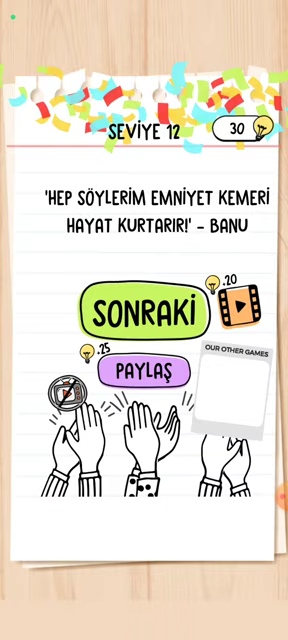 SEVİYE 12
30
'HEP SÖYLERİM EMNİYET KEMERİ
HAYAT KURTARIR!' - BANU
.20
SONRAKİ
.25
PAYLAŞ
OUR OTHER GAMES